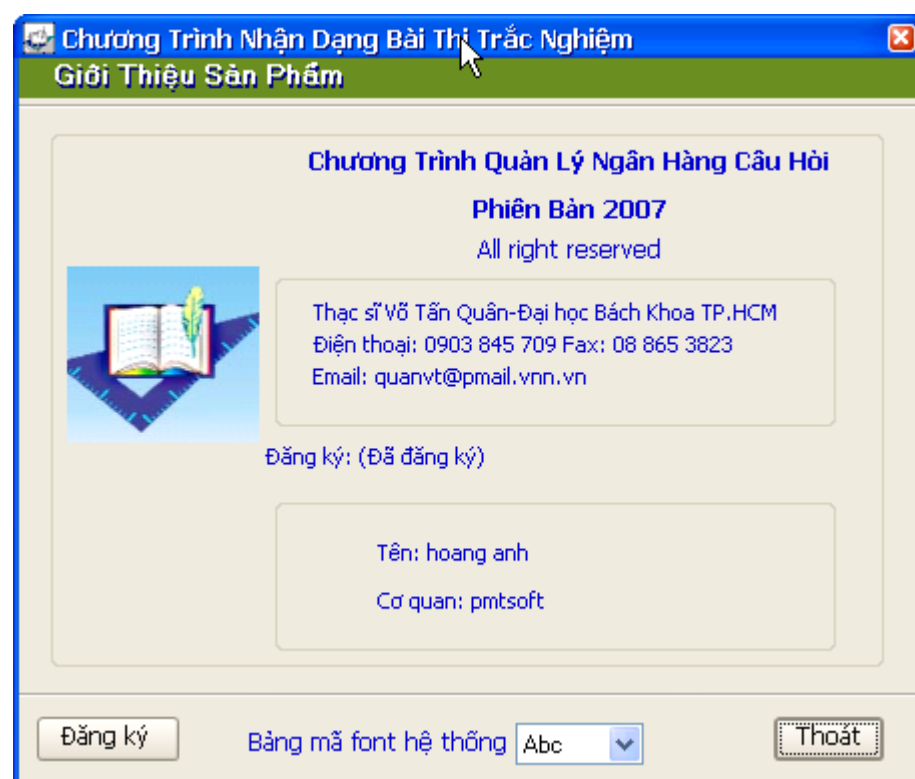 Chương Trình Nhận Dạng Bài Thi Trắc Nghiệm
Giới Thiệu Sản Phẩm
Chương Trình Quản Lý Ngân Hàng Câu Hỏi
Phiên Bản 2007
All right reserved
Thạc sĩ Võ Tấn Quân-Đại học Bách Khoa TP.HCM
Điện thoại: 0903 845 709 Fax: 08 865 3823
Email: quanvt@pmail.vnn.vn
Đăng ký: (Đã đăng ký)
Tên: hoang anh
Cơ quan: pmtsoft
Đăng ký Bảng mã font hệ thống Abc Thoát